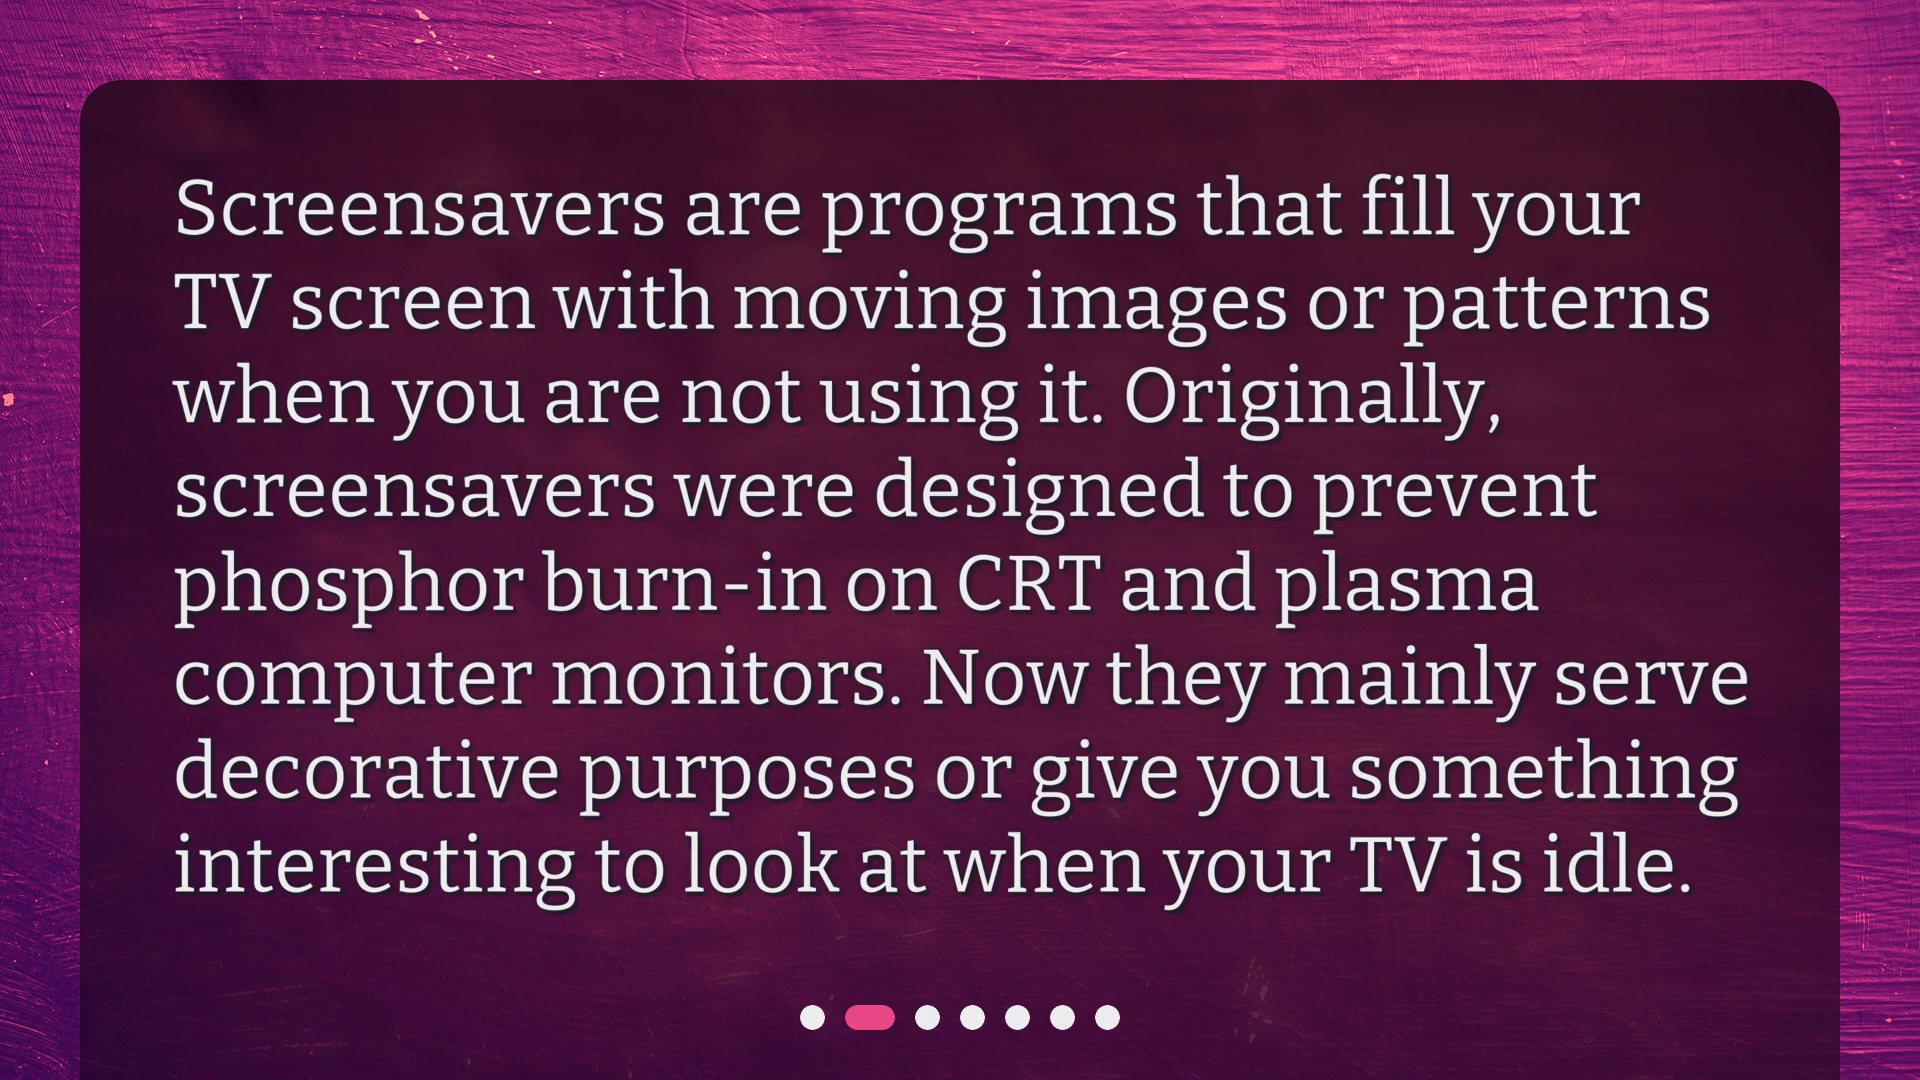 Screensavers are programs that fill your
TV screen with moving images or patterns
when you are not using it. Originally,
screensavers were designed to prevent
phosphor burn-in on CRT and plasma
computer monitors. Now they mainly serve
decorative purposes or give you something
interesting to look at when your TV is idle.